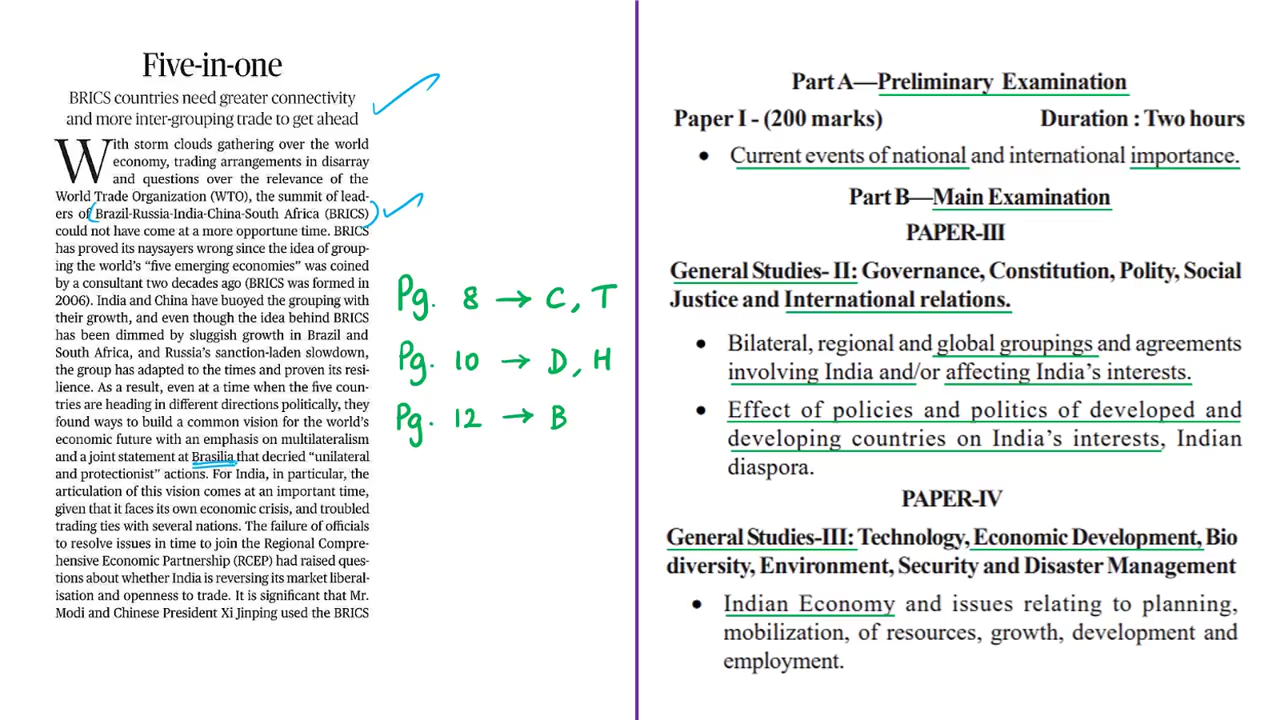 Five-in-one
BRICS countries need greater connectivity
and more inter-grouping trade to get ahead
With storm clouds gathering over the world
economy, trading arrangements in disarray
and questions over the relevance of the
World Trade Organization (WTO), the summit of lead-
ers of Brazil-Russia-India-China-South Africa (BRICS)
could not have come at a more opportune time. BRICS
has proved its naysayers wrong since the idea of group-
ing the world's “five emerging economies” was coined
by a consultant two decades ago (BRICS was formed in
2006). India and China have buoyed the grouping with
their growth, and even though the idea behind BRICS
has been dimmed by sluggish growth in Brazil and
South Africa, and Russia's sanction-laden slowdown,
the group has adapted to the times and proven its resi-
lience. As a result, even at a time when the five coun-
tries are heading in different directions politically, they
found ways to build a common vision for the world's
economic future with an emphasis on multilateralism
and a joint statement at Brasilia that decried “unilateral
and protectionist” actions. For India, in particular, the
articulation of this vision comes at an important time,
given that it faces its own economic crisis, and troubled
trading ties with several nations. The failure of officials
to resolve issues in time to join the Regional Compre-
hensive Economic Partnership (RCEP) had raised ques-
tions about whether India is reversing its market liberal-
isation and openness to trade. It is significant that Mr.
Modi and Chinese President Xi Jinping used the BRICS
Pg. 8 → C, T
Pg. 10 → D, H
Pg. 12 → B
Part A—Preliminary Examination
Paper I - (200 marks) Duration : Two hours
• Current events of national and international importance.
Part B—Main Examination
PAPER-III
General Studies- II: Governance, Constitution, Polity, Social
Justice and International relations.
• Bilateral, regional and global groupings and agreements
involving India and/or affecting India's interests.
• Effect of policies and politics of developed and
developing countries on India's interests, Indian
diaspora.
PAPER-IV
General Studies-III: Technology, Economic Development, Bio
diversity, Environment, Security and Disaster Management
• Indian Economy and issues relating to planning,
mobilization, of resources, growth, development and
employment.